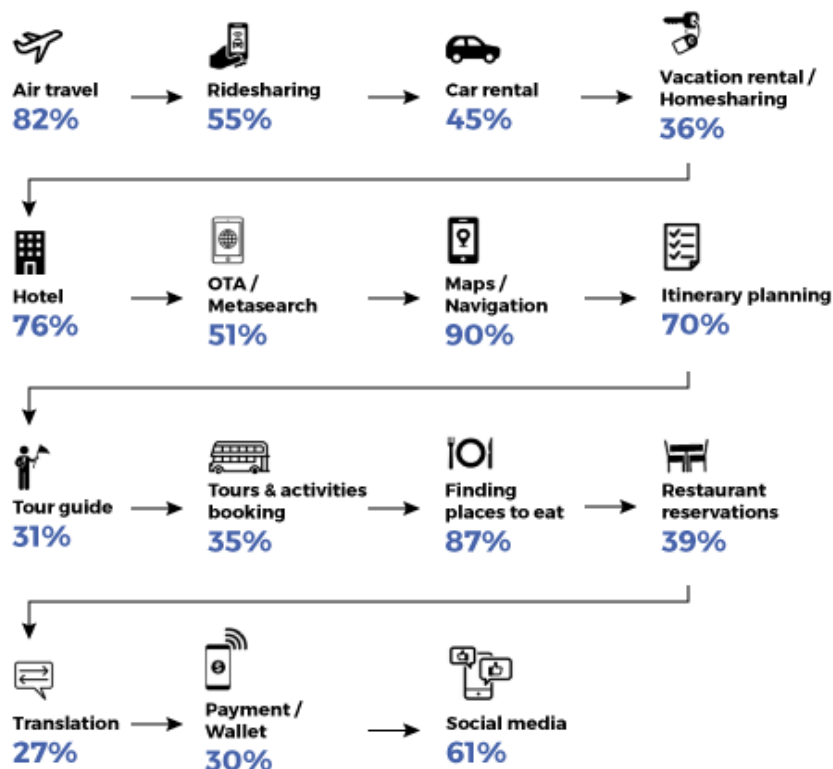 Air travel
82%
Ridesharing
55%
Car rental
45%
Vacation rental /
Homesharing
36%
Hotel
76%
OTA /
Metasearch
51%
Maps /
Navigation
90%
Itinerary planning
70%
Tour guide
31%
Tours & activities
booking
35%
Finding
places to eat
87%
Restaurant
reservations
39%
Translation
27%
Payment /
Wallet
30%
Social media
61%